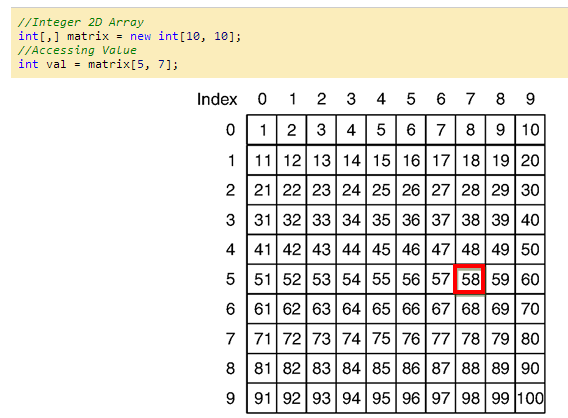 //Integer 2D Array
int[,] matrix = new int[10, 10];
//Accessing Value
int val = matrix[5, 7];
Index 0 1 2 3 4 5 6 7 8 9
0 1 2 3 4 5 6 7 8 9 10
1 11 12 13 14 15 16 17 18 19 20
2 21 22 23 24 25 26 27 28 29 30
3 31 32 33 34 35 36 37 38 39 40
4 41 42 43 44 45 46 47 48 49 50
5 51 52 53 54 55 56 57 58 59 60
6 61 62 63 64 65 66 67 68 69 70
7 71 72 73 74 75 76 77 78 79 80
8 81 82 83 84 85 86 87 88 89 90
9 91 92 93 94 95 96 97 98 99 100